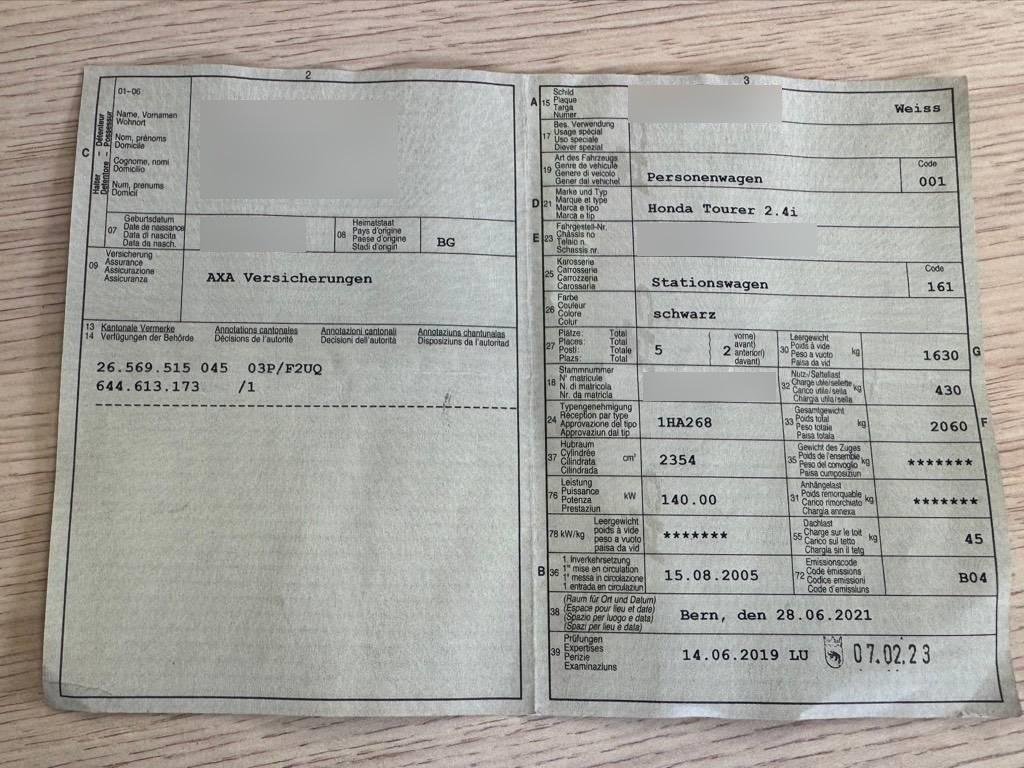 2
01-06
Name, Vornamen
Wohnort
Nom, prénoms
Domicile
Cognome, nomi
Domicilio
Num, prenums
Domicil
C
Halter – Détenteur
Detentore – Possessur
07
Geburtsdatum
Date de naissance
Data di nascita
Data da nasch.
08
Heimatstaat
Pays d'origine
Paese d'origine
Stadi d'origin
BG
09
Versicherung
Assurance
Assicurazione
Assicuranza
AXA Versicherungen
13 Kantonale Vermerke Annotations cantonales Annotazioni cantonali Annotaziuns chantunalas
14 Verfügungen der Behörde Décisions de l'autorité Decisioni dell'autorità Disposiziuns da l'autoritad
26.569.515 045 03P/F2UQ
644.613.173 /1
3
A 15
Schild
Plaque
Targa
Numer
Weiss
17
Bes. Verwendung
Usage spécial
Uso speciale
Diever spezial
19
Art des Fahrzeugs
Genre de véhicule
Genere di veicolo
Gener dal vehichel
Personenwagen
Code
001
D 21
Marke und Typ
Marque et type
Marca e tipo
Marca e tip
Honda Tourer 2.4i
E 23
Fahrgestell-Nr.
Châssis no
Telaio n.
Schassis nr.
25
Karosserie
Carrosserie
Carrozzeria
Carossaria
Stationswagen
Code
161
26
Farbe
Couleur
Colore
Colur
schwarz
27
Plätze: Total
Places: Total
Posti: Totale
Plazs: Total
5
2
vorne)
avant)
anteriori)
davant)
30
Leergewicht
Poids à vide
Peso a vuoto
Paisa da vid
kg
1630
G
18
Stammnummer
N° matricule
N. di matricola
Nr. da matricla
32
Nutz-/Sattellast
Charge utile/sellette
Carico utile/sella
Chargia utila/sella
kg
430
24
Typengenehmigung
Réception par type
Approvazione del tipo
Approvaziun dal tip
1HA268
33
Gesamtgewicht
Poids total
Peso totale
Paisa totala
kg
2060
F
37
Hubraum
Cylindrée
Cilindrata
Cilindrada
cm³
2354
35
Gewicht des Zuges
Poids de l'ensemble
Peso del convoglio
Paisa cumposiziun
kg
*******
76
Leistung
Puissance
Potenza
Prestaziun
kW
140.00
31
Anhängelast
Poids remorquable
Carico rimorchiato
Chargia annexa
kg
*******
78 kW/kg
Leergewicht
poids à vuoto
peso a vuoto
paisa da vid
*******
55
Dachlast
Charge sur le toit
Carico sul tetto
Chargia sin il tetg
kg
45
B 36
1. Inverkehrsetzung
1re mise en circulation
1a messa in circolazione
1. entrada en circulaziun
15.08.2005
72
Emissionscode
Code émissions
Codice emissioni
Code d'emissiuns
B04
38
(Raum für Ort und Datum)
(Espace pour lieu et date)
(Spazio per luogo e data)
(Spazi per lieu e data)
Bern, den 28.06.2021
39
Prüfungen
Expertises
Perizie
Examinaziuns
14.06.2019 LU
07.02.23